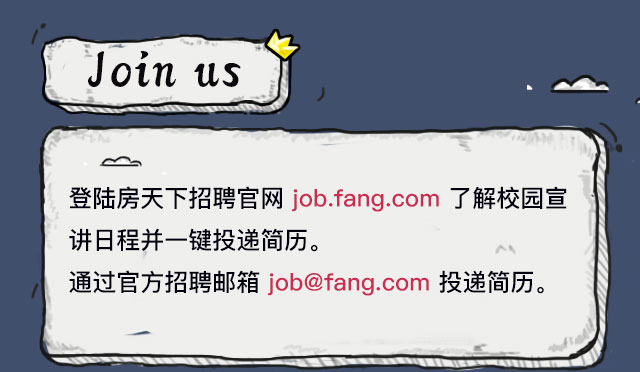 Join us
登陆房天下招聘官网 job.fang.com 了解校园宣
讲日程并一键投递简历。
通过官方招聘邮箱 job@fang.com 投递简历。